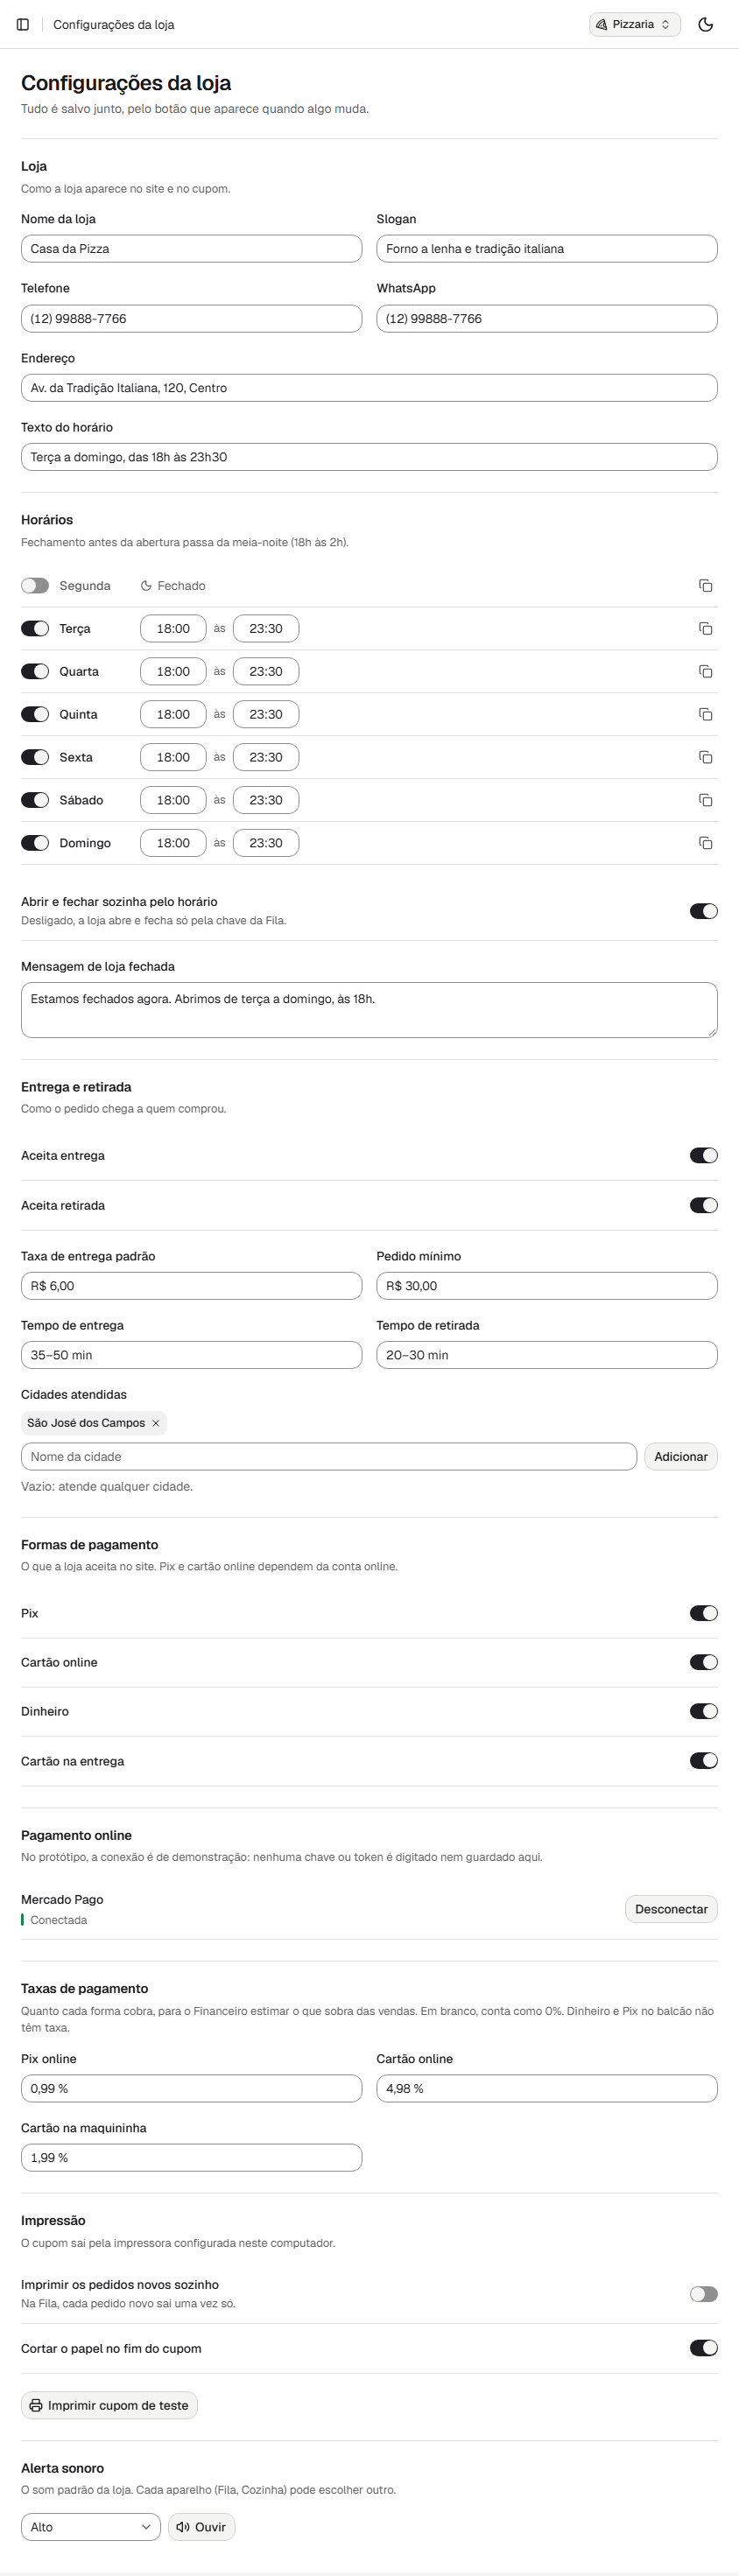 Configurações da loja
Pizzaria
Configurações da loja
Tudo é salvo junto, pelo botão que aparece quando algo muda.
Loja
Como a loja aparece no site e no cupom.
Nome da loja
Slogan
Casa da Pizza
Forno a lenha e tradição italiana
Telefone
WhatsApp
(12) 99888-7766
(12) 99888-7766
Endereço
Av. da Tradição Italiana, 120, Centro
Texto do horário
Terça a domingo, das 18h às 23h30
Horários
Fechamento antes da abertura passa da meia-noite (18h às 2h).
Segunda Fechado
Terça 18:00 às 23:30
Quarta 18:00 às 23:30
Quinta 18:00 às 23:30
Sexta 18:00 às 23:30
Sábado 18:00 às 23:30
Domingo 18:00 às 23:30
Abrir e fechar sozinha pelo horário
Desligado, a loja abre e fecha só pela chave da Fila.
Mensagem de loja fechada
Estamos fechados agora. Abrimos de terça a domingo, às 18h.
Entrega e retirada
Como o pedido chega a quem comprou.
Aceita entrega
Aceita retirada
Taxa de entrega padrão
Pedido mínimo
R$ 6,00
R$ 30,00
Tempo de entrega
Tempo de retirada
35–50 min
20–30 min
Cidades atendidas
São José dos Campos
Nome da cidade
Adicionar
Vazio: atende qualquer cidade.
Formas de pagamento
O que a loja aceita no site. Pix e cartão online dependem da conta online.
Pix
Cartão online
Dinheiro
Cartão na entrega
Pagamento online
No protótipo, a conexão é de demonstração: nenhuma chave ou token é digitado nem guardado aqui.
Mercado Pago
Conectada
Desconectar
Taxas de pagamento
Quanto cada forma cobra, para o Financeiro estimar o que sobra das vendas. Em branco, conta como 0%. Dinheiro e Pix no balcão não
têm taxa.
Pix online
Cartão online
0,99 %
4,98 %
Cartão na maquininha
1,99 %
Impressão
O cupom sai pela impressora configurada neste computador.
Imprimir os pedidos novos sozinho
Na Fila, cada pedido novo sai uma vez só.
Cortar o papel no fim do cupom
Imprimir cupom de teste
Alerta sonoro
O som padrão da loja. Cada aparelho (Fila, Cozinha) pode escolher outro.
Alto
Ouvir